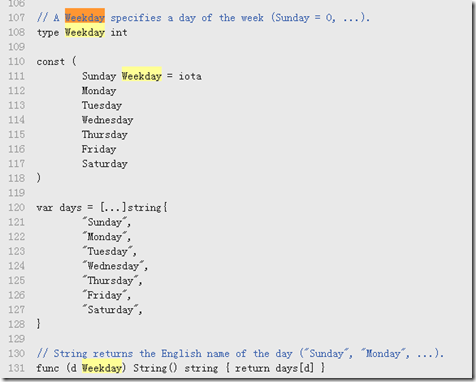 106
107 // A Weekday specifies a day of the week (Sunday = 0, ...).
108 type Weekday int
109
110 const (
111 Sunday Weekday = iota
112 Monday
113 Tuesday
114 Wednesday
115 Thursday
116 Friday
117 Saturday
118 )
119
120 var days = [...]string{
121 "Sunday",
122 "Monday",
123 "Tuesday",
124 "Wednesday",
125 "Thursday",
126 "Friday",
127 "Saturday",
128 }
129
130 // String returns the English name of the day ("Sunday", "Monday", ...).
131 func (d Weekday) String() string { return days[d] }